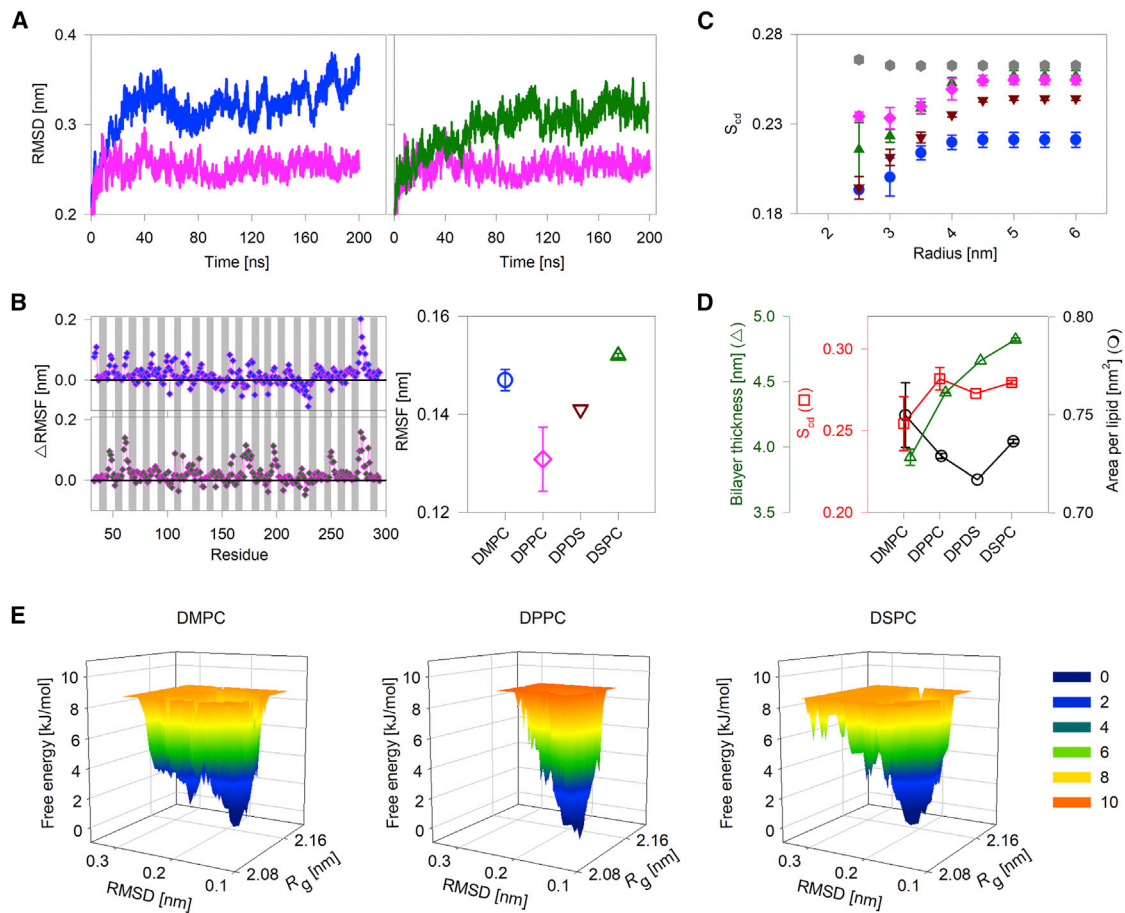 A
RMSD [nm]
0.4
0.3
0.2
0 40 80 120 160 200
Time [ns]
0 40 80 120 160 200
Time [ns]
C
S cd
0.28
0.23
0.18
2 3 4 5 6
Radius [nm]
B
△RMSF [nm]
0.2
0.0
0.2
0.0
50 100 150 200 250 300
Residue
RMSF [nm]
0.16
0.14
0.12
DMPC DPPC DPDS DSPC
D
Bilayer thickness [nm] (△)
5.0
4.5
4.0
3.5
S cd (□)
0.30
0.25
0.20
DMPC DPPC DPDS DSPC
0.80
0.75
0.70
Area per lipid [nm²] (O)
E
DMPC
Free energy [kJ/mol]
10
8
6
4
2
0
0.3 0.2 0.1
RMSD [nm]
2.08 2.16
R g [nm]
DPPC
Free energy [kJ/mol]
10
8
6
4
2
0
0.3 0.2 0.1
RMSD [nm]
2.08 2.16
R g [nm]
DSPC
Free energy [kJ/mol]
10
8
6
4
2
0
0.3 0.2 0.1
RMSD [nm]
2.08 2.16
R g [nm]
0
2
4
6
8
10